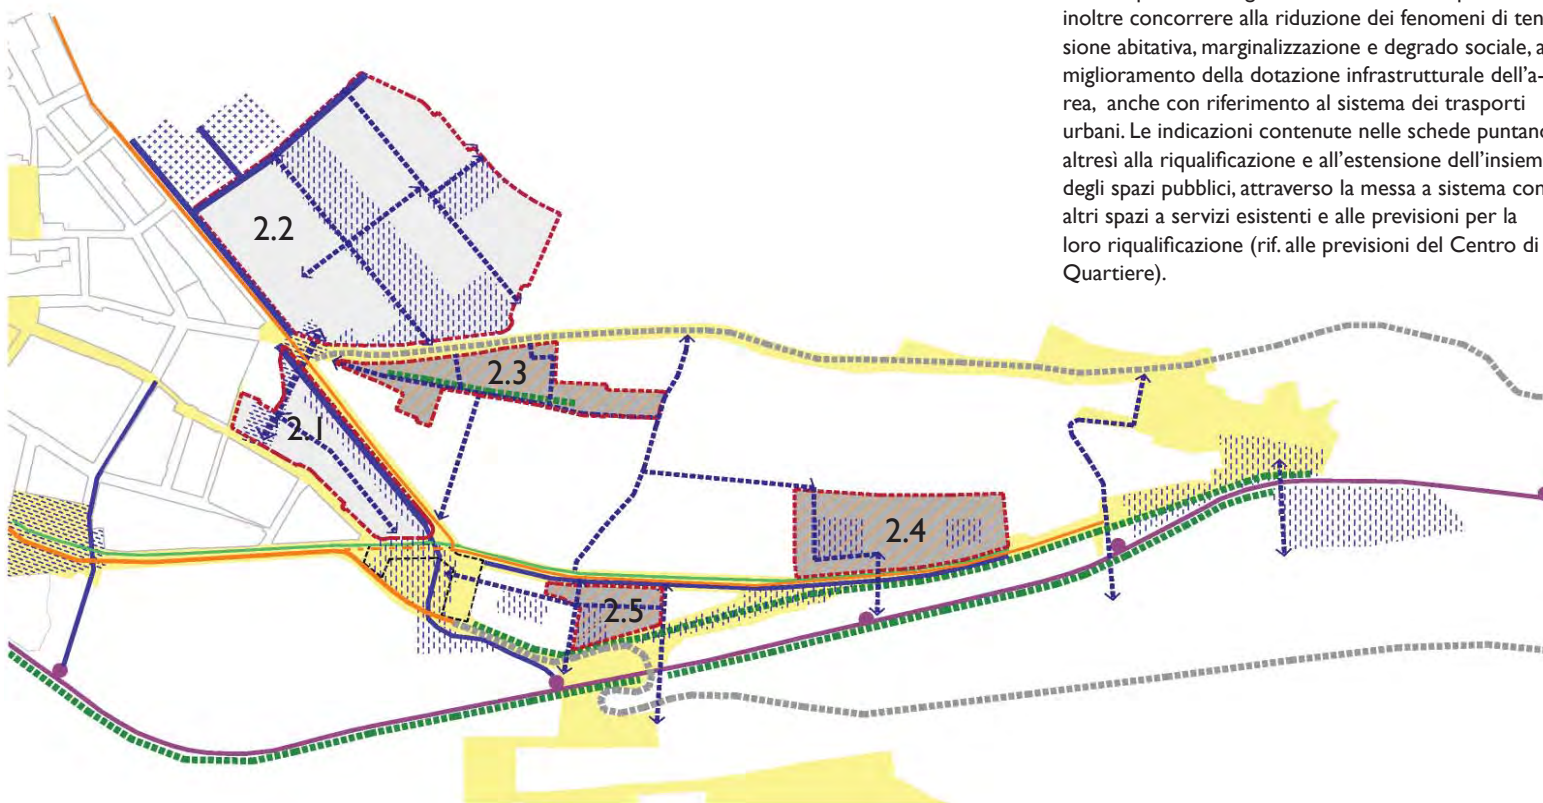 inoltre concorrere alla riduzione dei fenomeni di ten
sione abitativa, marginalizzazione e degrado sociale, a
miglioramento della dotazione infrastrutturale dell'a-
rea, anche con riferimento al sistema dei trasporti
urbani. Le indicazioni contenute nelle schede puntano
altresì alla riqualificazione e all'estensione dell'insiem
degli spazi pubblici, attraverso la messa a sistema con
altri spazi a servizi esistenti e alle previsioni per la
loro riqualificazione (rif. alle previsioni del Centro di
Quartiere).
2.2
2.3
2.1
2.4
2.5